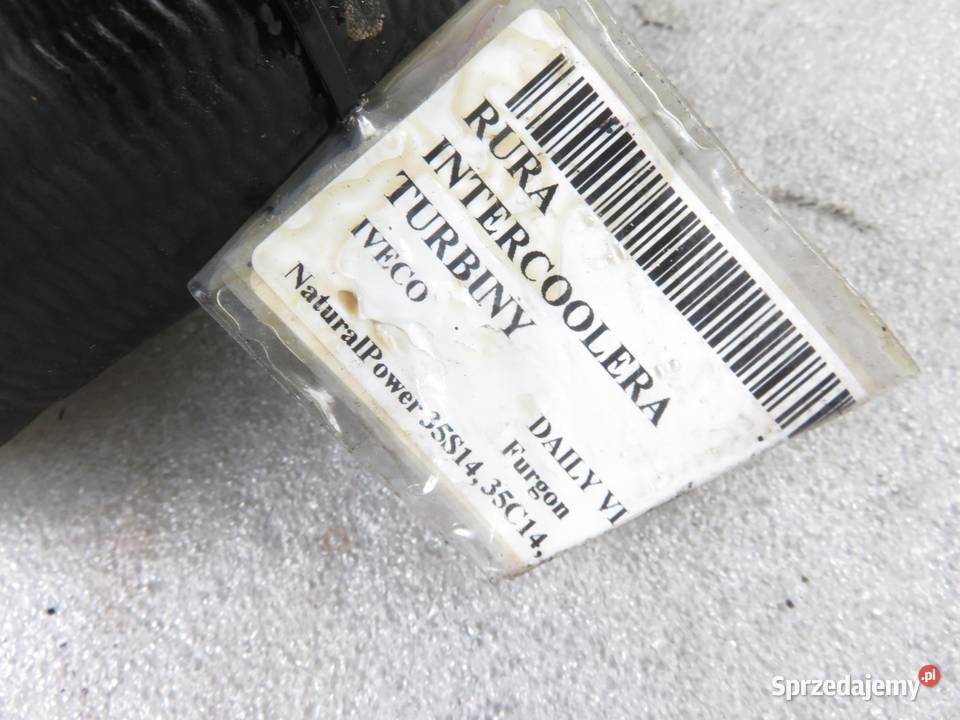 RURA
INTERCOOLERA
TURBINY
IVECO
DAILY VI
Furgon
NaturalPower 35S14, 35C14,
Sprzedajemy.pl